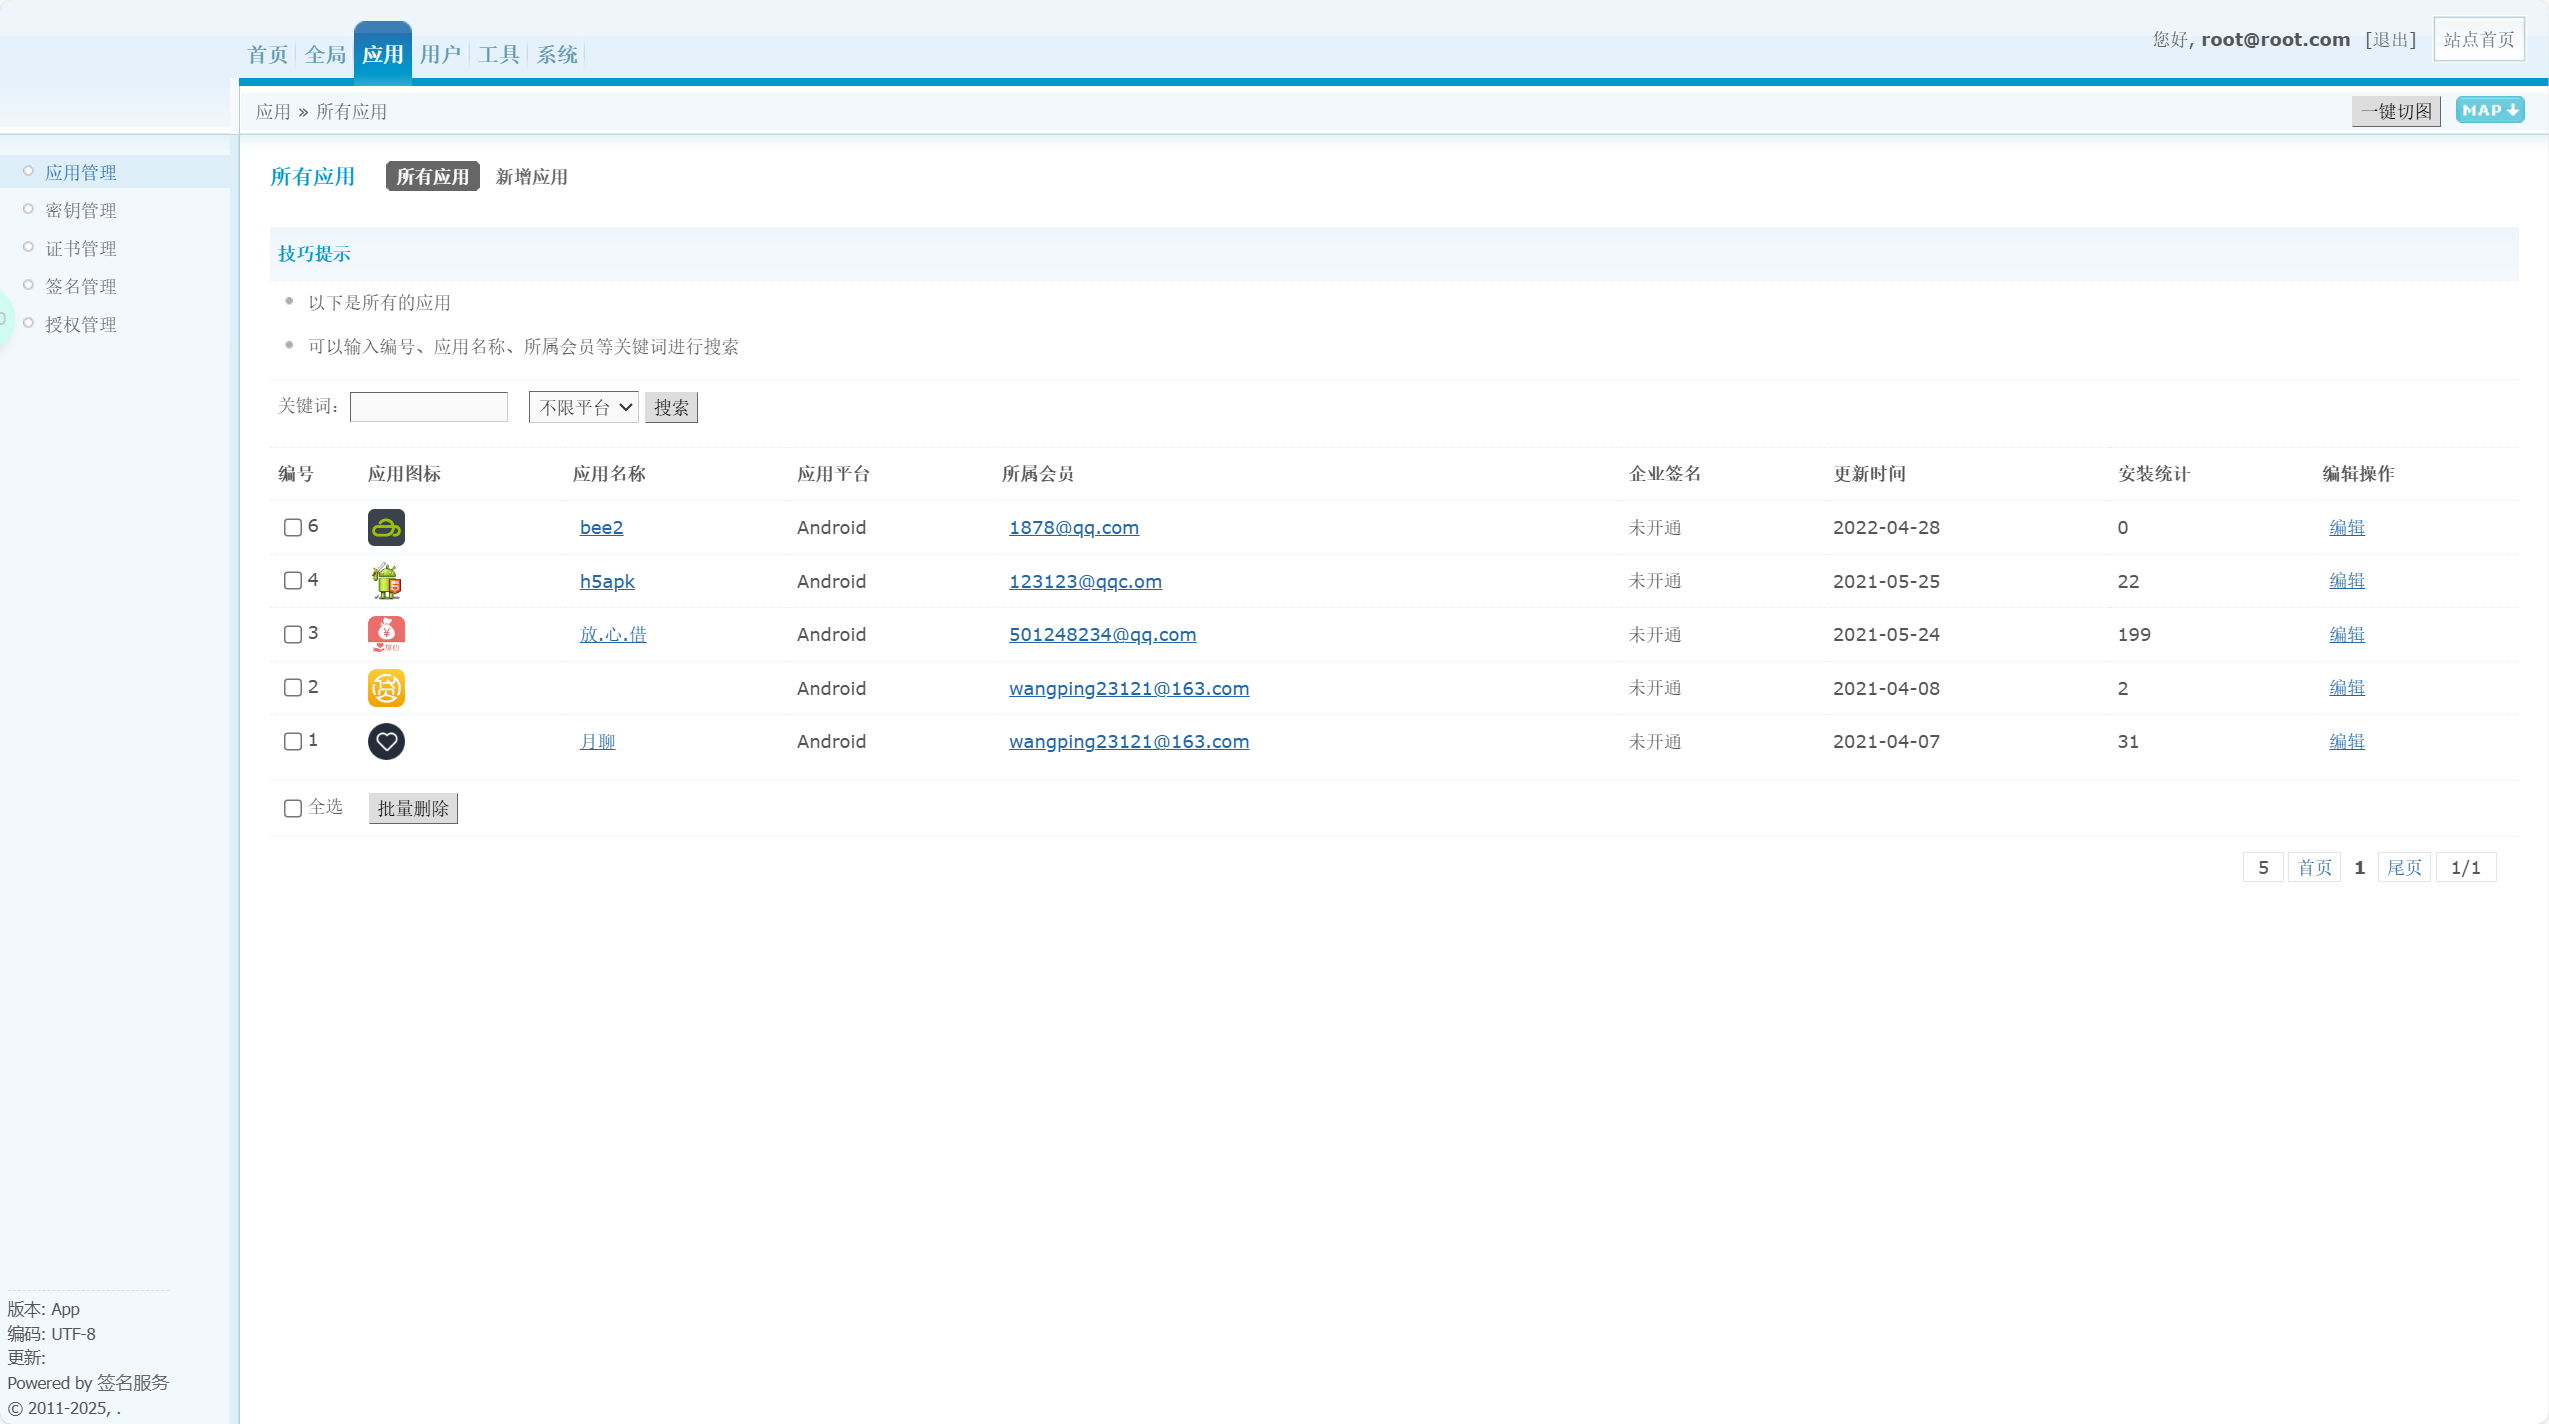 首页 全局 应用 用户 工具 系统
您好, root@root.com [退出] 站点首页
应用 » 所有应用
一键切图 MAP
应用管理
密钥管理
证书管理
签名管理
授权管理
所有应用 所有应用 新增应用
技巧提示
以下是所有的应用
可以输入编号、应用名称、所属会员等关键词进行搜索
关键词: 不限平台 搜索
编号 应用图标 应用名称 应用平台 所属会员 企业签名 更新时间 安装统计 编辑操作
6 bee2 Android 1878@qq.com 未开通 2022-04-28 0 编辑
4 h5apk Android 123123@qqc.om 未开通 2021-05-25 22 编辑
3 放.心.借 Android 501248234@qq.com 未开通 2021-05-24 199 编辑
2 Android wangping23121@163.com 未开通 2021-04-08 2 编辑
1 月聊 Android wangping23121@163.com 未开通 2021-04-07 31 编辑
全选 批量删除
5 首页 1 尾页 1/1
版本: App
编码: UTF-8
更新:
Powered by 签名服务
© 2011-2025, .